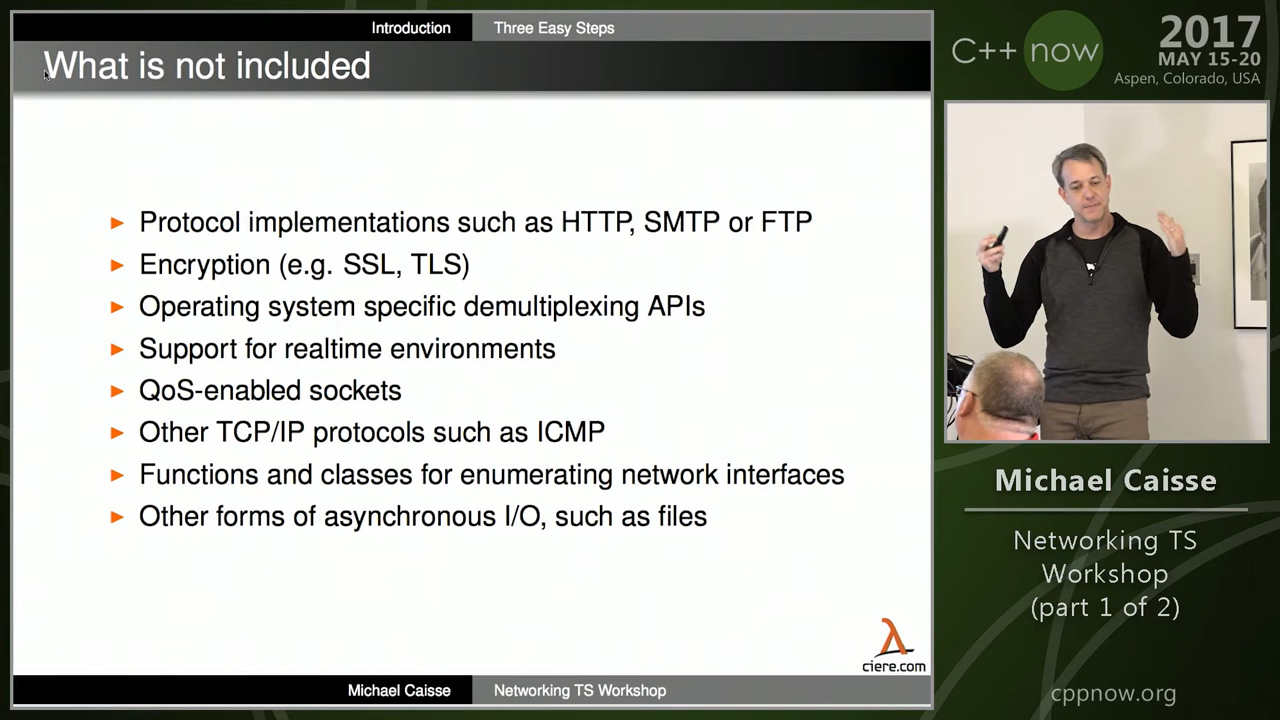 Introduction
Three Easy Steps
What is not included
Protocol implementations such as HTTP, SMTP or FTP
Encryption (e.g. SSL, TLS)
Operating system specific demultiplexing APIs
Support for realtime environments
QoS-enabled sockets
Other TCP/IP protocols such as ICMP
Functions and classes for enumerating network interfaces
Other forms of asynchronous I/O, such as files
ciere.com
Michael Caisse
Networking TS Workshop
C++ now
2017
MAY 15-20
Aspen, Colorado, USA
Michael Caisse
Networking TS
Workshop
(part 1 of 2)
cppnow.org